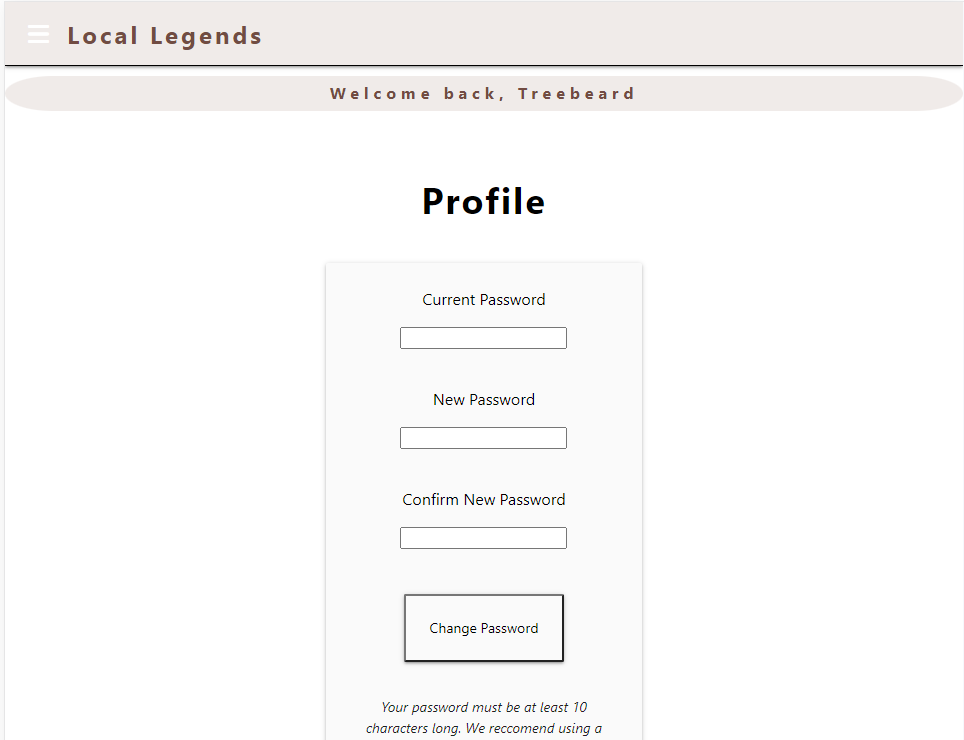 Local Legends
Welcome back, Treebeard
Profile
Current Password
New Password
Confirm New Password
Change Password
Your password must be at least 10
characters long. We reccomend using a